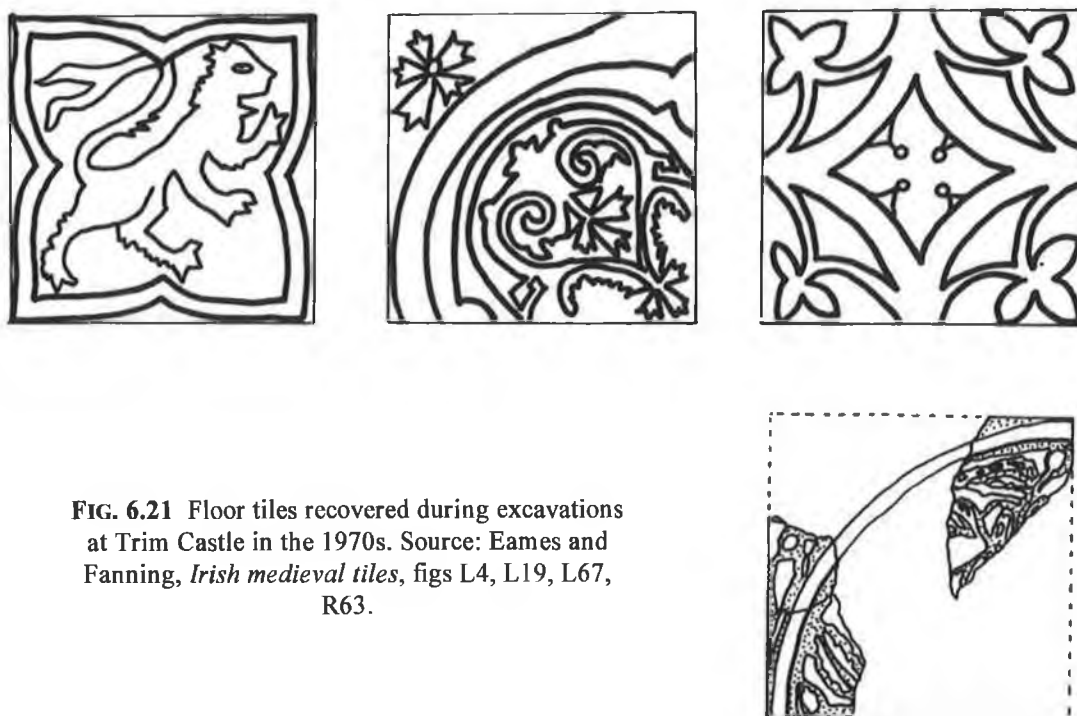 FIG. 6.21 Floor tiles recovered during excavations
at Trim Castle in the 1970s. Source: Eames and
Fanning, Irish medieval tiles, figs L4, L19, L67,
R63.